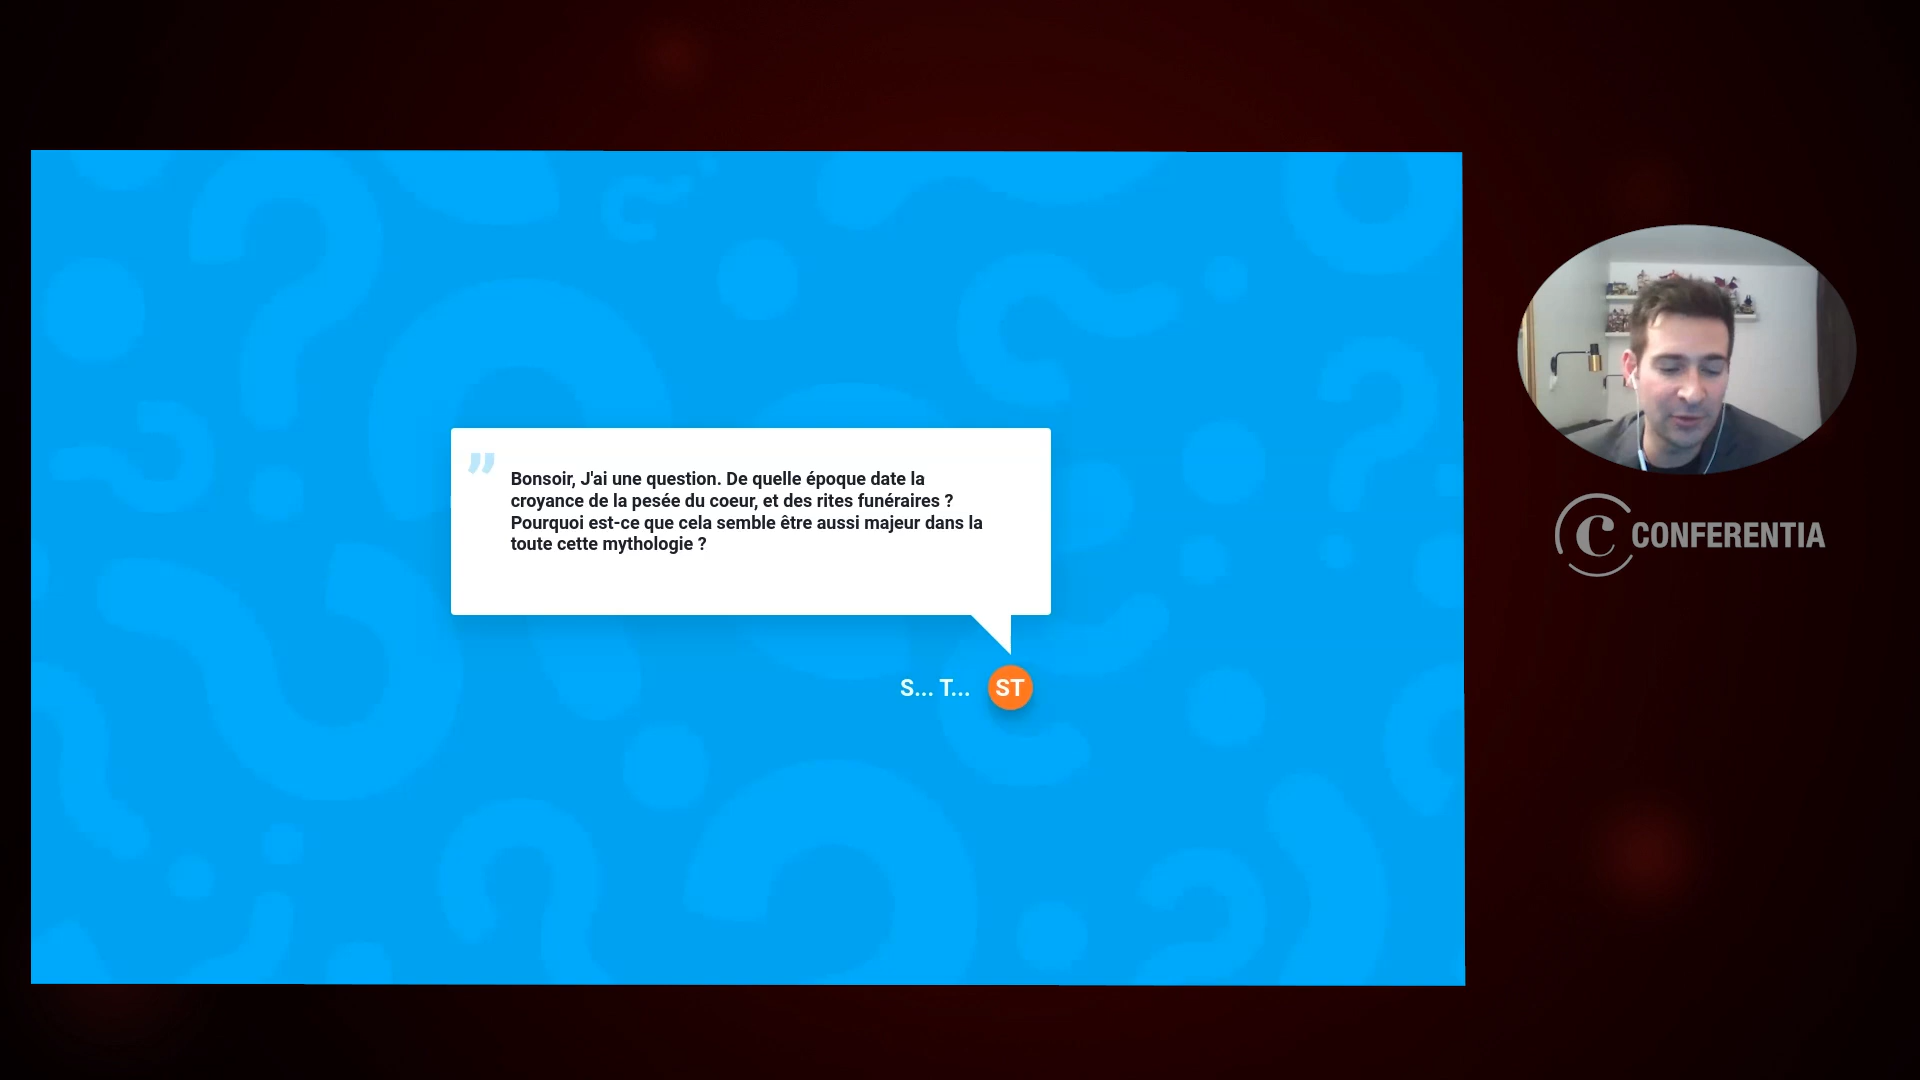 Bonsoir, J'ai une question. De quelle époque date la
croyance de la pesée du coeur, et des rites funéraires ?
Pourquoi est-ce que cela semble être aussi majeur dans la
toute cette mythologie ?
S... T...
ST
CONFERENTIA